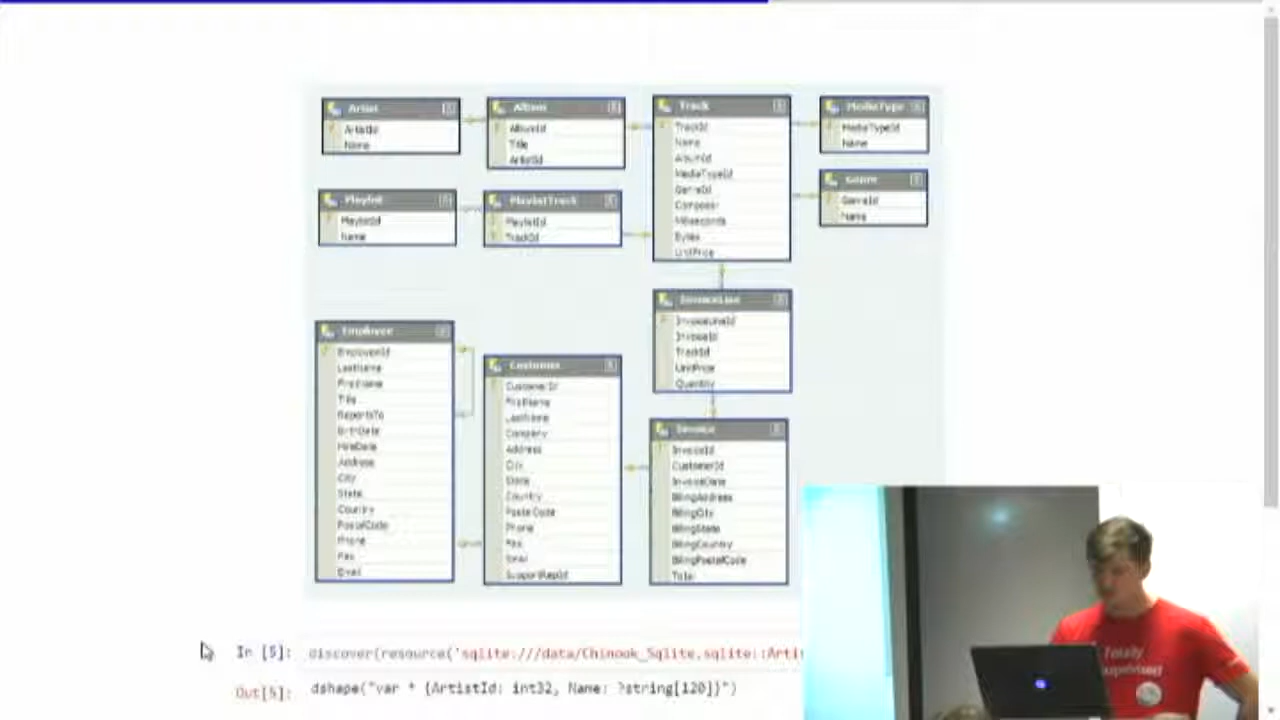 Artist
ArtistId
Name
Album
AlbumId
Title
ArtistId
Track
TrackId
Name
AlbumId
MediaTypeId
GenreId
Composer
Milliseconds
Bytes
UnitPrice
MediaType
MediaTypeId
Name
Genre
GenreId
Name
Playlist
PlaylistId
Name
PlaylistTrack
PlaylistId
TrackId
InvoiceLine
InvoiceLineId
InvoiceId
TrackId
UnitPrice
Quantity
Employee
EmployeeId
LastName
FirstName
Title
ReportsTo
BirthDate
HireDate
Address
City
State
Country
PostalCode
Phone
Fax
Email
Customer
CustomerId
FirstName
LastName
Company
Address
City
State
Country
PostalCode
Phone
Fax
Email
SupportRepId
Invoice
InvoiceId
CustomerId
InvoiceDate
BillingAddress
BillingCity
BillingState
BillingCountry
BillingPostalCode
Total
In [5]: discover(resource('sqlite:///data/Chinook_Sqlite.sqlite::Artis
Out[5]: dshape("var * {ArtistId: int32, Name: ?string[120]}")
Totally